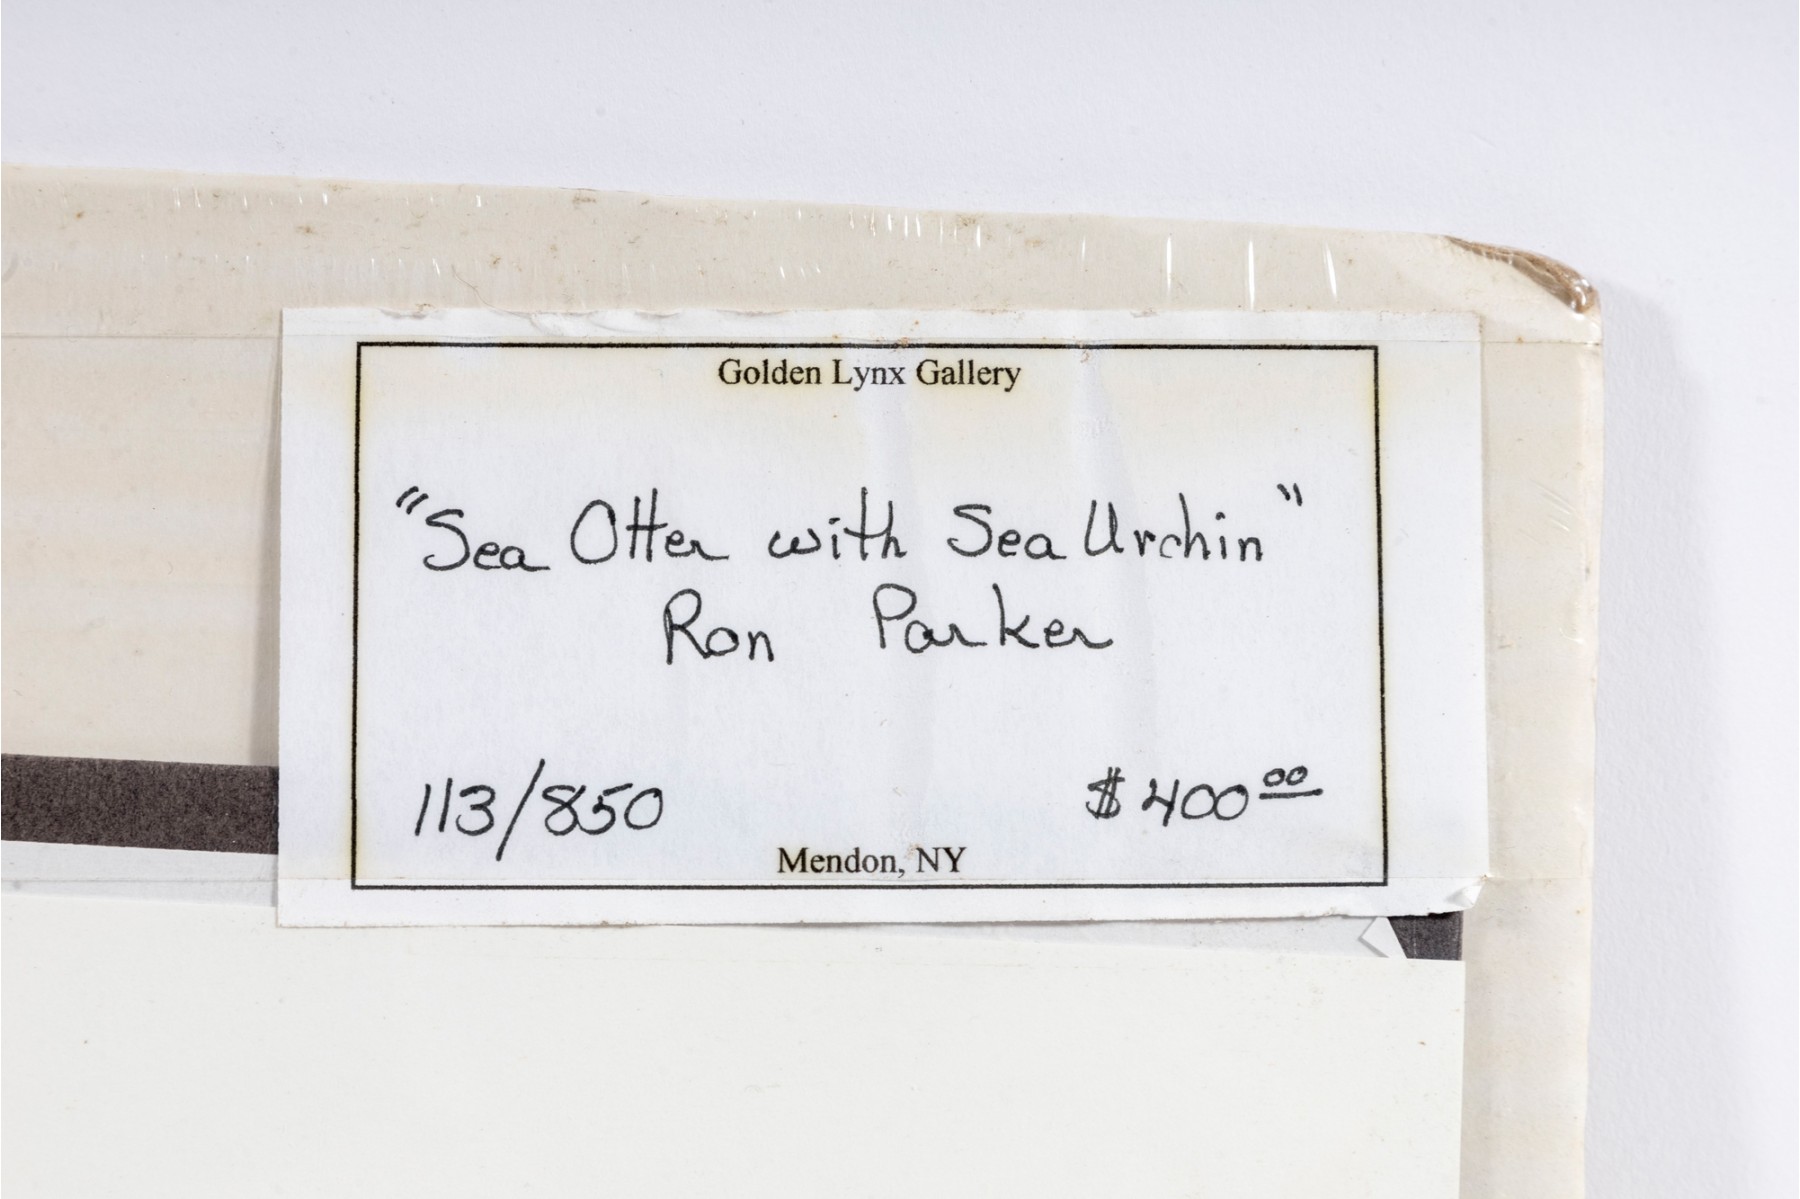 Golden Lynx Gallery
"Sea Otter with Sea Urchin"
Ron Parker
113/850 $400.00
Mendon, NY